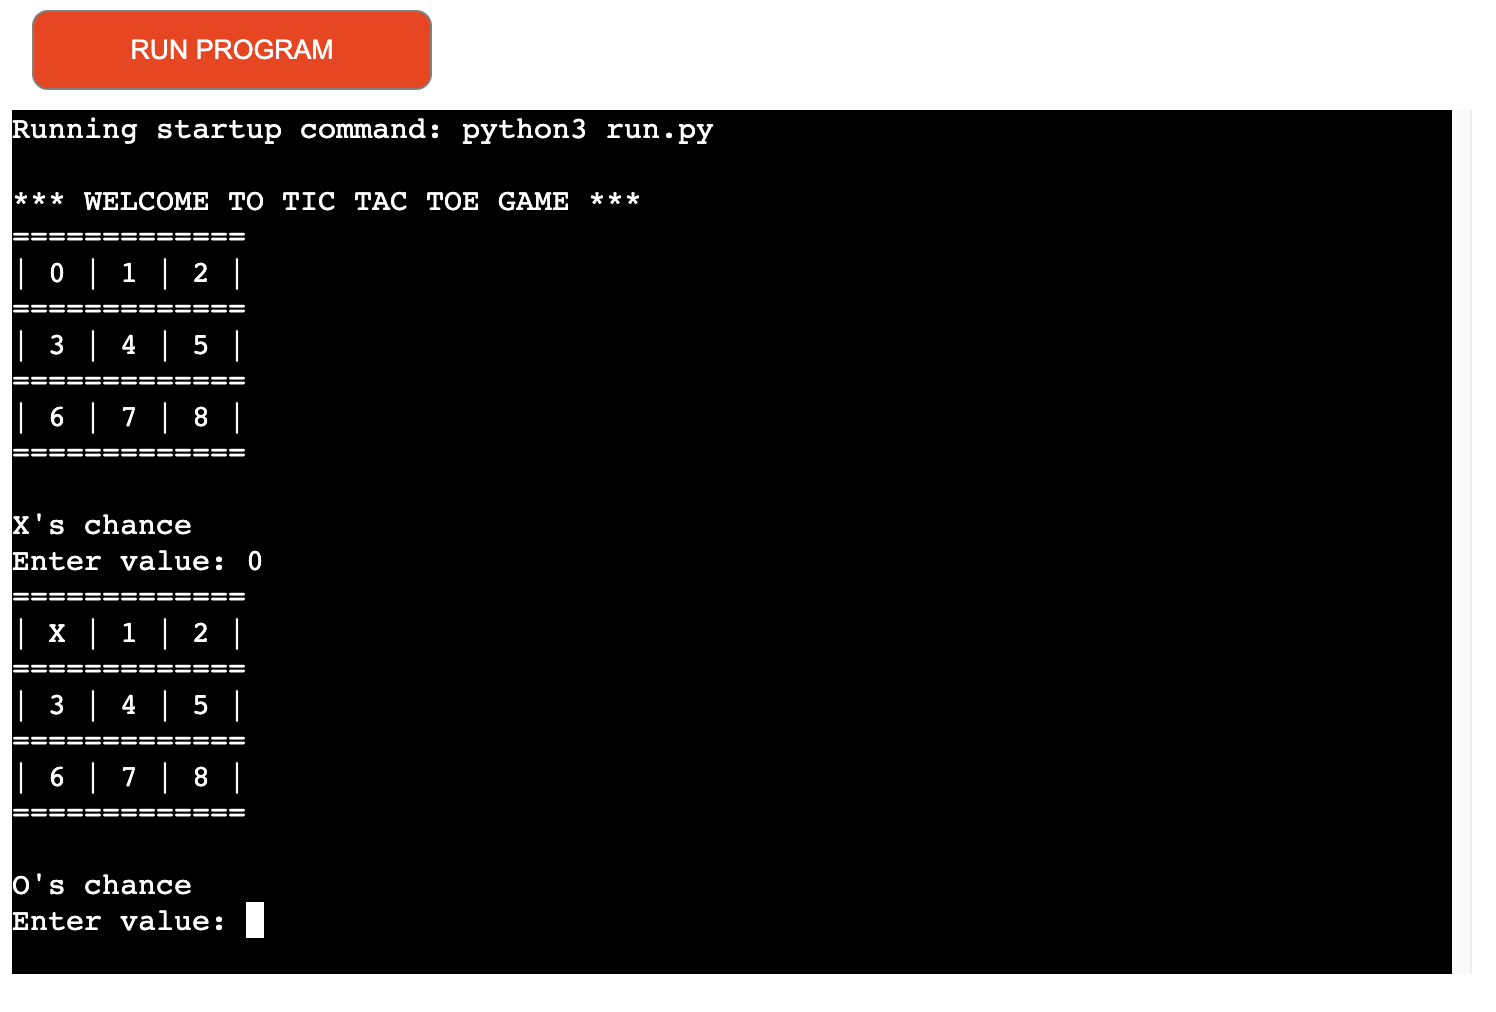 RUN PROGRAM
Running startup command: python3 run.py
*** WELCOME TO TIC TAC TOE GAME ***
=============
| 0 | 1 | 2 |
=============
| 3 | 4 | 5 |
=============
| 6 | 7 | 8 |
=============
X's chance
Enter value: 0
=============
| X | 1 | 2 |
=============
| 3 | 4 | 5 |
=============
| 6 | 7 | 8 |
=============
O's chance
Enter value: